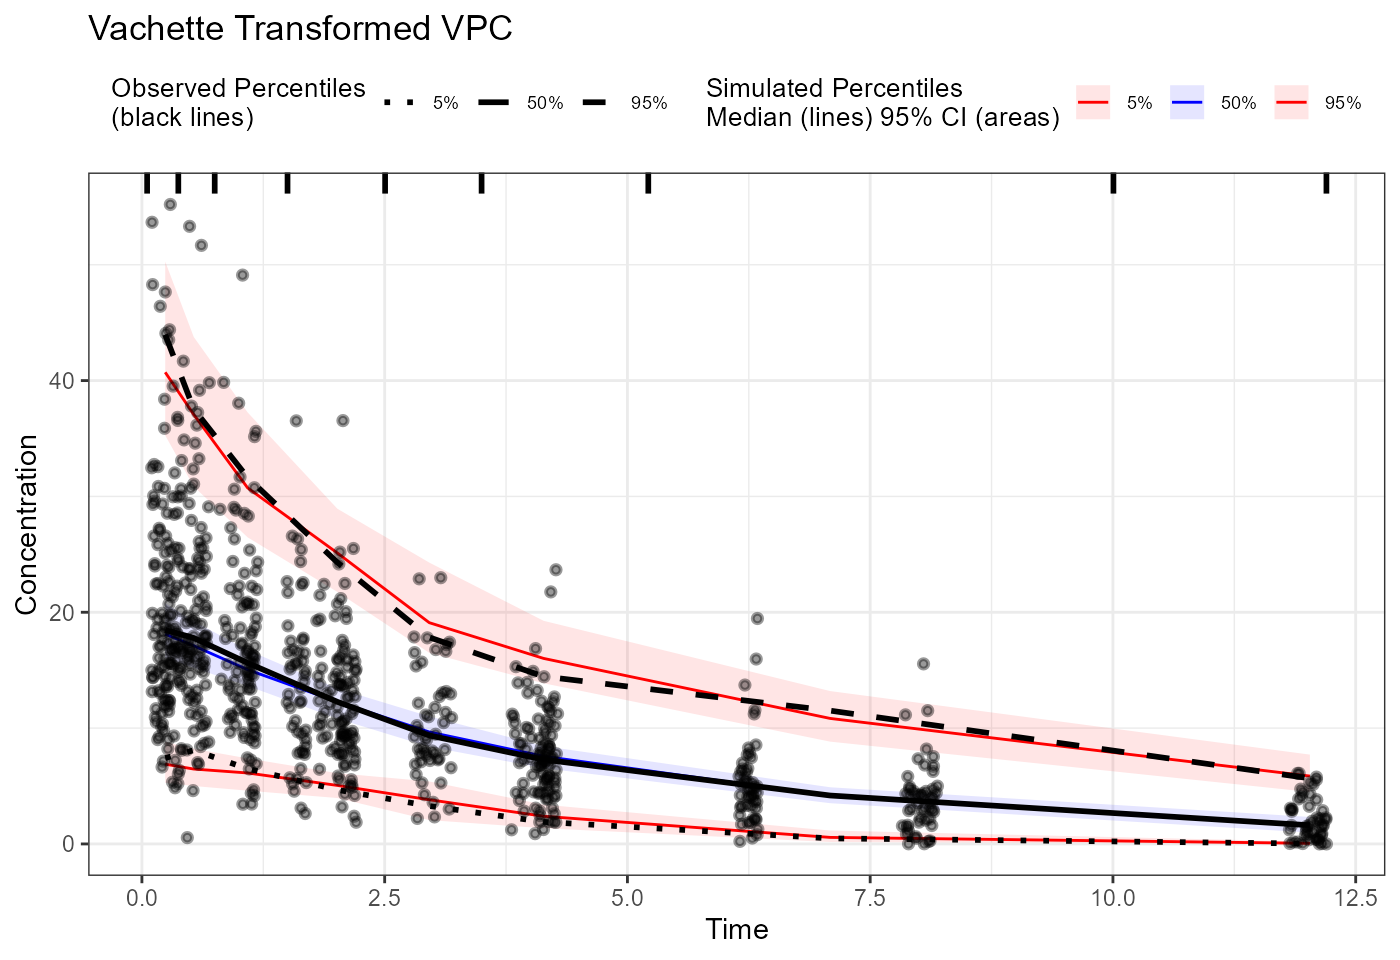 Vachette Transformed VPC
Observed Percentiles
(black lines)
5%
50%
95%
Simulated Percentiles
Median (lines) 95% CI (areas)
5%
50%
95%
Concentration
40
20
0
0.0
2.5
5.0
7.5
10.0
12.5
Time